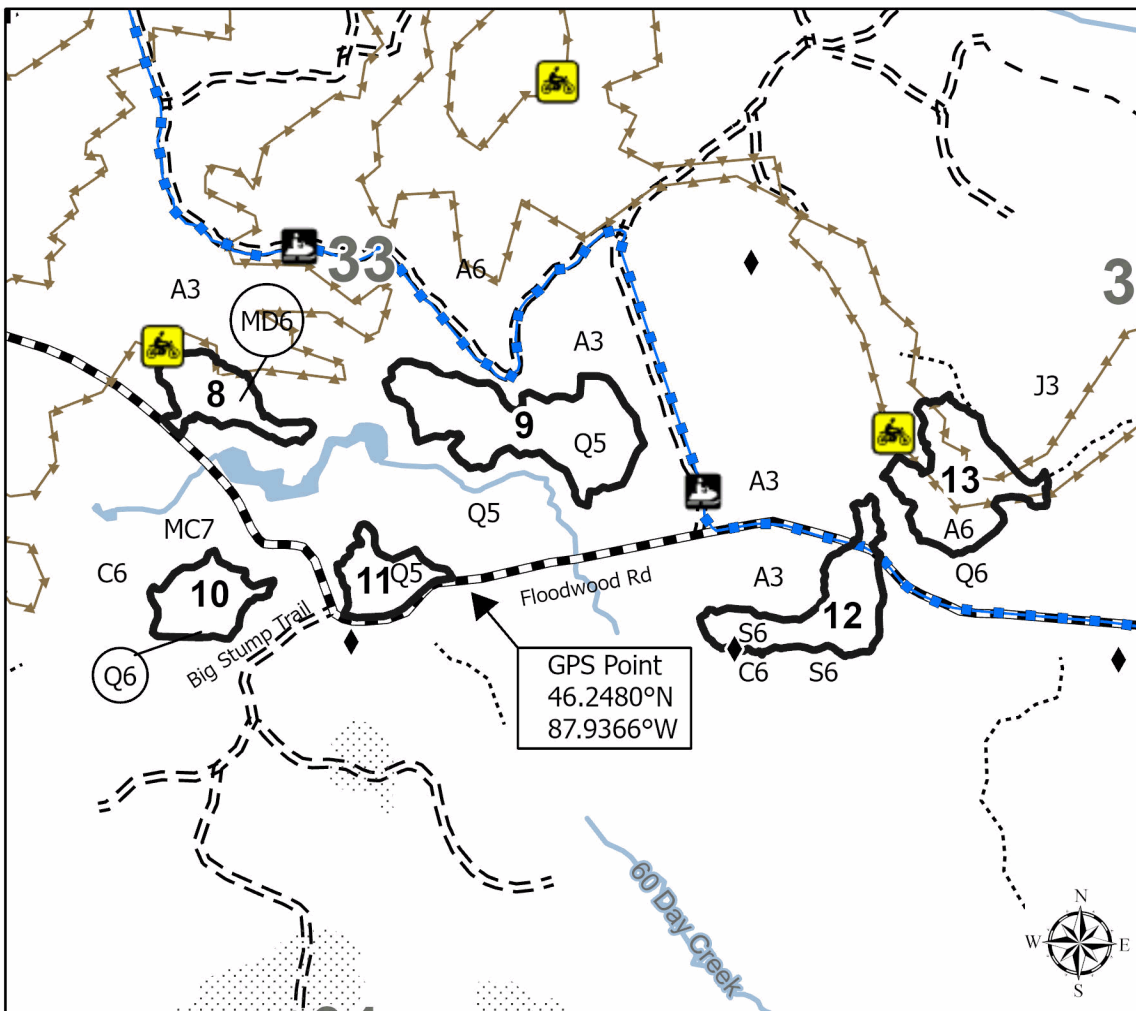 33
A6
A3
3
MD6
A3
8
J3
9
Q5
13
A3
Q5
A6
MC7
C6
11
Q5
Q6
10
A3
Floodwood Rd
12
S6
Big Stump Trail
Q6
C6
S6
GPS Point
46.2480°N
87.9366°W
60 Day Creek
N
W
E
S